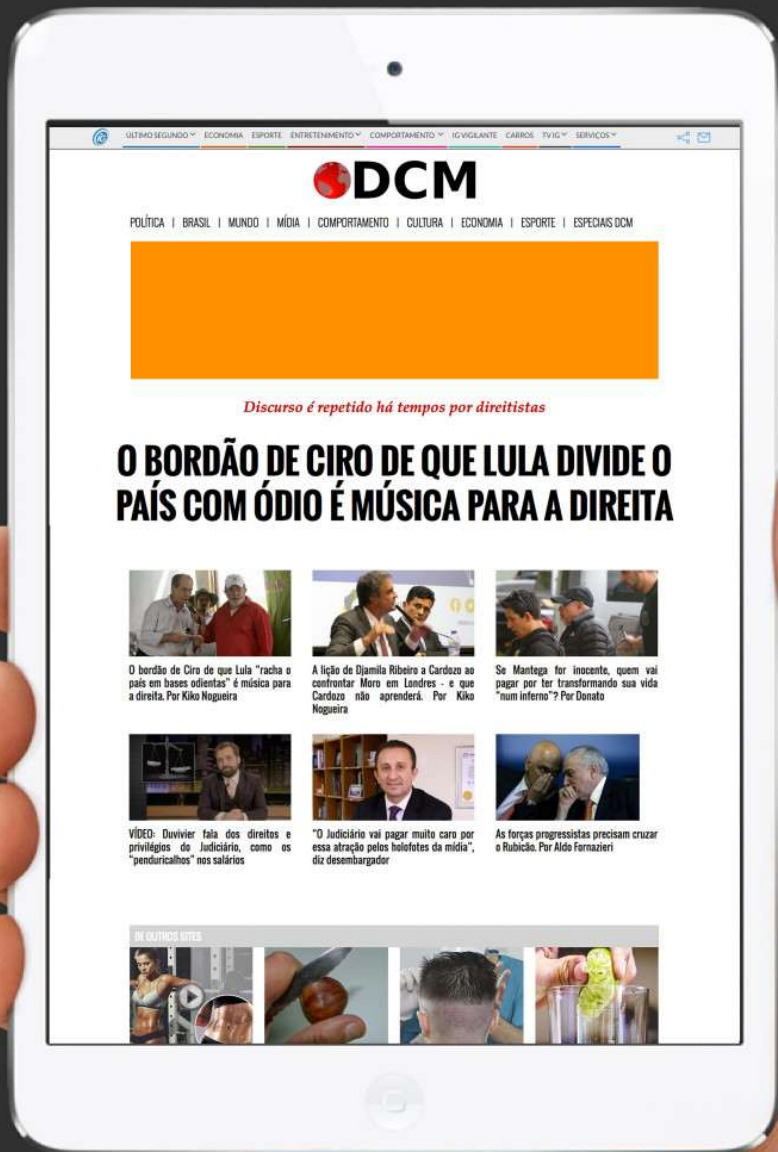 iG ÚLTIMO SEGUNDO ECONOMIA ESPORTE ENTRETENIMENTO COMPORTAMENTO IG VIGILANTE CARROS TV IG SERVIÇOS
DCM
POLÍTICA | BRASIL | MUNDO | MÍDIA | COMPORTAMENTO | CULTURA | ECONOMIA | ESPORTE | ESPECIAIS DCM
Discurso é repetido há tempos por direitistas
O BORDÃO DE CIRO DE QUE LULA DIVIDE O
PAÍS COM ÓDIO É MÚSICA PARA A DIREITA
O bordão de Ciro de que Lula "racha o
país em bases odientas" é música para
a direita. Por Kiko Nogueira
A lição de Djamila Ribeiro a Cardozo ao
confrontar Moro em Londres - e que
Cardozo não aprenderá. Por Kiko
Nogueira
Se Mantega for inocente, quem vai
pagar por ter transformando sua vida
"num inferno"? Por Donato
VÍDEO: Duvivier fala dos direitos e
privilégios do Judiciário, como os
"penduricalhos" nos salários
"O Judiciário vai pagar muito caro por
essa atração pelos holofotes da mídia",
diz desembargador
As forças progressistas precisam cruzar
o Rubicão. Por Aldo Fornazieri
DE OUTROS SITES